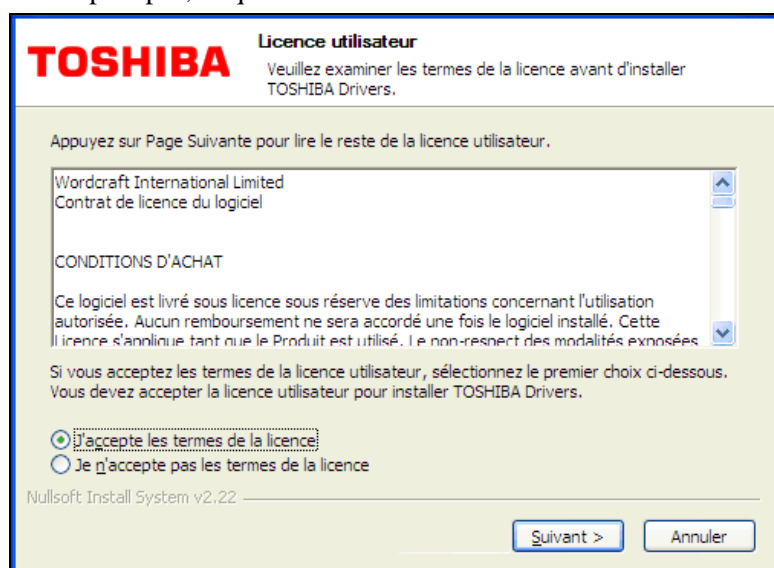 TOSHIBA
Licence utilisateur
Veuillez examiner les termes de la licence avant d'installer
TOSHIBA Drivers.
Appuyez sur Page Suivante pour lire le reste de la licence utilisateur.
Wordcraft International Limited
Contrat de licence du logiciel
CONDITIONS D'ACHAT
Ce logiciel est livré sous licence sous réserve des limitations concernant l'utilisation
autorisée. Aucun remboursement ne sera accordé une fois le logiciel installé. Cette
Licence s'applique tant que le Produit est utilisé. Le non-respect des modalités exposées
Si vous acceptez les termes de la licence utilisateur, sélectionnez le premier choix ci-dessous.
Vous devez accepter la licence utilisateur pour installer TOSHIBA Drivers.
J'accepte les termes de la licence
Je n'accepte pas les termes de la licence
Nullsoft Install System v2.22
Suivant >
Annuler